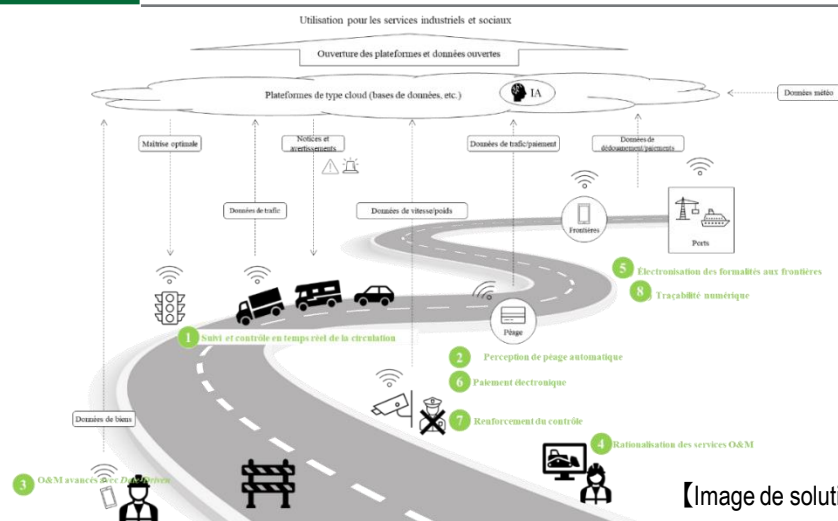 Utilisation pour les services industriels et sociaux
Ouverture des plateformes et données ouvertes
Plateformes de type cloud (bases de données, etc.)
IA
Données météo
Maîtrise optimale
Notices et
avertissements
Données de trafic/paiement
Données de
dédouanement/paiements
Données de trafic
Données de vitesse/poids
Frontières
Ports
5 Électronisation des formalités aux frontières
8 Traçabilité numérique
Péage
1 Suivi et contrôle en temps réel de la circulation
2 Perception de péage automatique
6 Paiement électronique
7 Renforcement du contrôle
Données de biens
4 Rationalisation des services O&M
3 O&M avancés avec Date-Driven
【Image de soluti